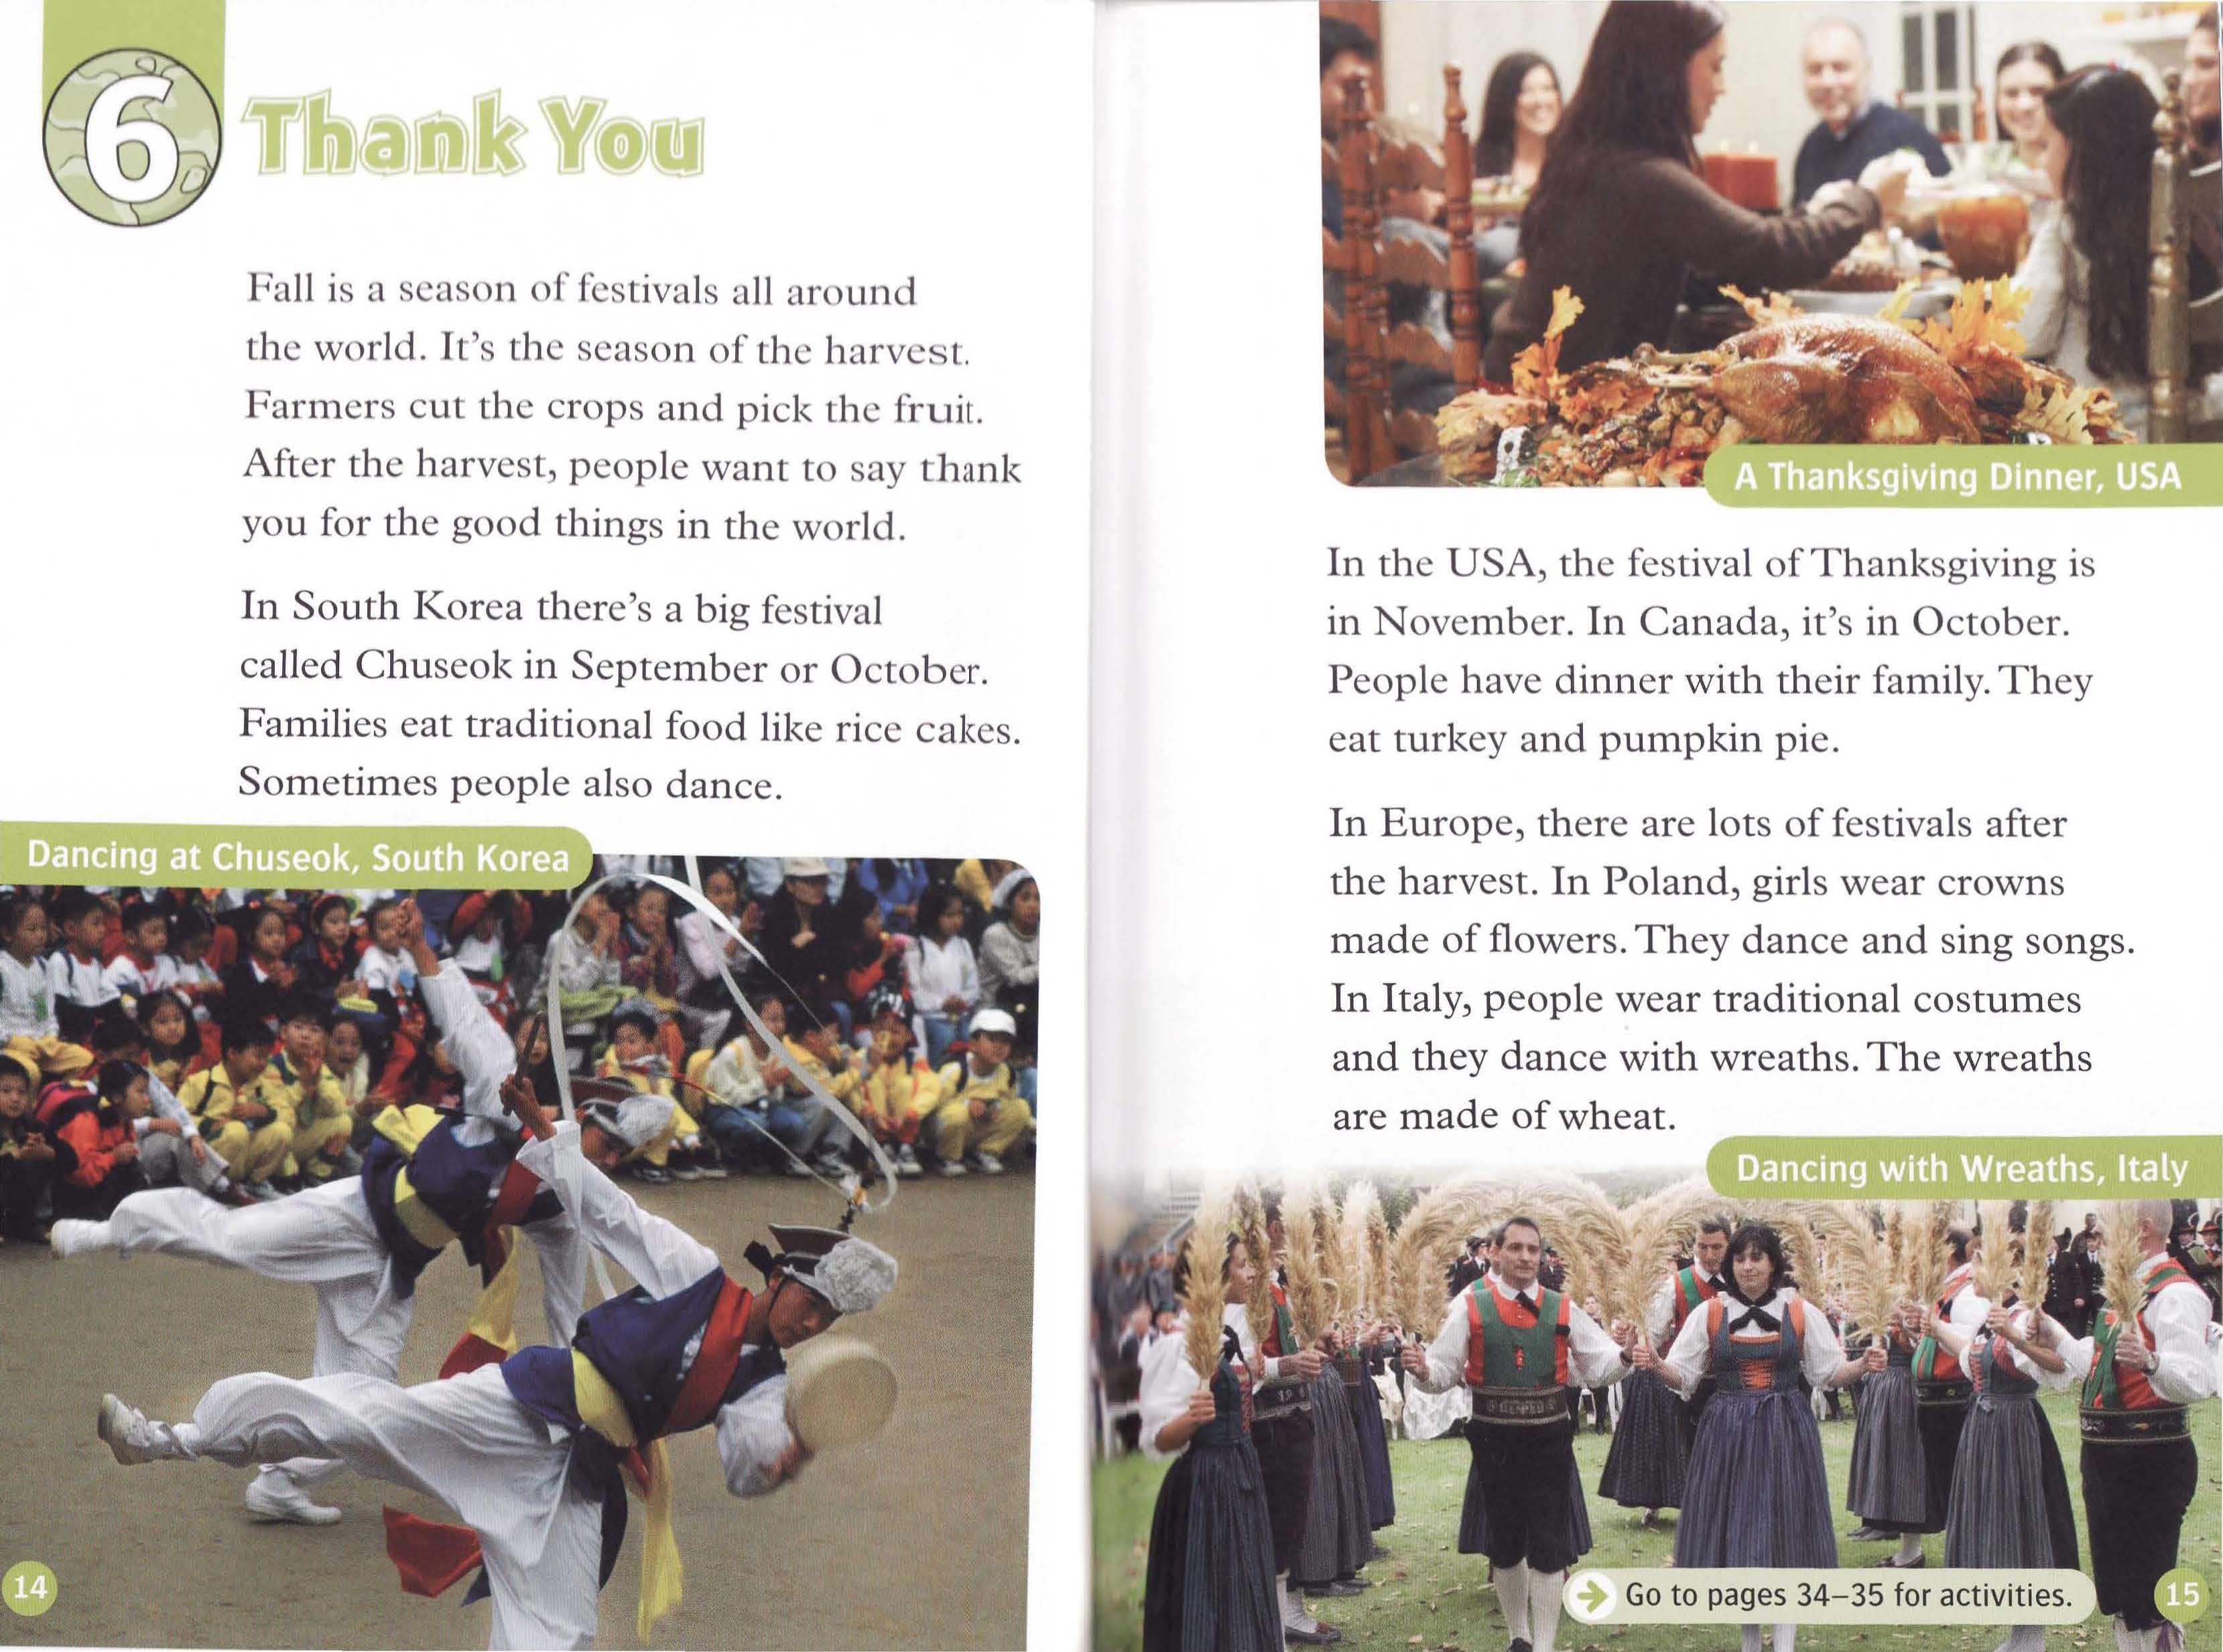 6
Thank You
Fall is a season of festivals all around
the world. It's the season of the harvest.
Farmers cut the crops and pick the fruit.
After the harvest, people want to say thank
you for the good things in the world.
In South Korea there's a big festival
called Chuseok in September or October.
Families eat traditional food like rice cakes.
Sometimes people also dance.
Dancing at Chuseok, South Korea
14
A Thanksgiving Dinner, USA
In the USA, the festival of Thanksgiving is
in November. In Canada, it's in October.
People have dinner with their family. They
eat turkey and pumpkin pie.
In Europe, there are lots of festivals after
the harvest. In Poland, girls wear crowns
made of flowers. They dance and sing songs.
In Italy, people wear traditional costumes
and they dance with wreaths. The wreaths
are made of wheat.
Dancing with Wreaths, Italy
Go to pages 34–35 for activities.
15